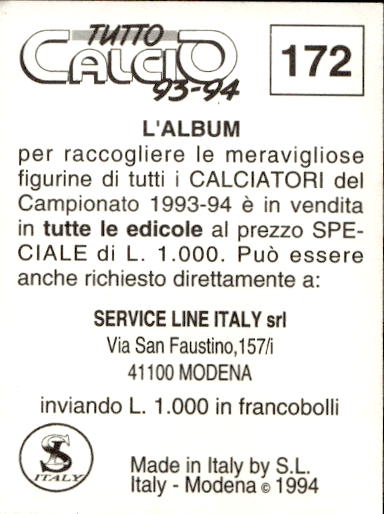 TUTTO
CALCIO
93-94
172
L'ALBUM
per raccogliere le meravigliose
figurine di tutti i CALCIATORI del
Campionato 1993-94 è in vendita
in tutte le edicole al prezzo SPE-
CIALE di L. 1.000. Può essere
anche richiesto direttamente a:
SERVICE LINE ITALY srl
Via San Faustino,157/i
41100 MODENA
inviando L. 1.000 in francobolli
SL
ITALY
Made in Italy by S.L.
Italy - Modena © 1994